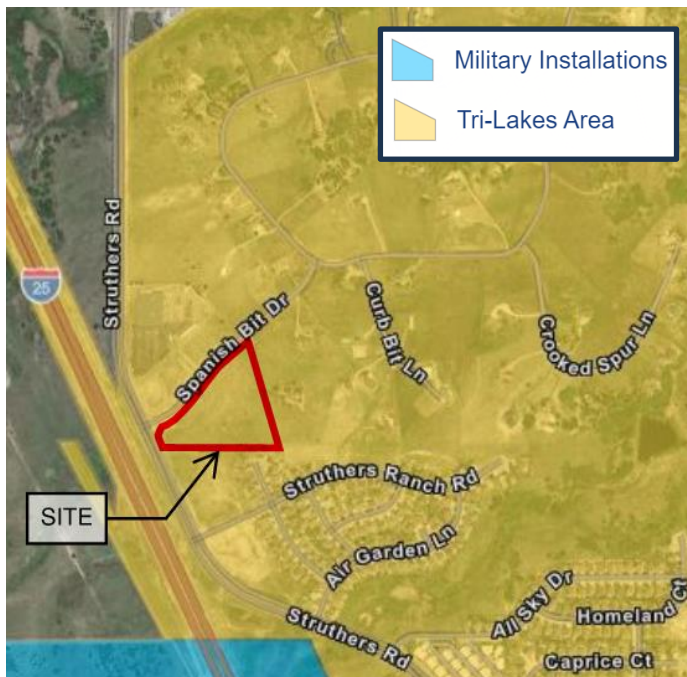 Military Installations
Tri-Lakes Area
Struthers Rd
25
Spanish Bit Dr
Curb Bit Ln
Crooked Spur Ln
SITE
Struthers Ranch Rd
Air Garden Ln
Struthers Rd
All Sky Dr
Homeland Ct
Caprice Ct